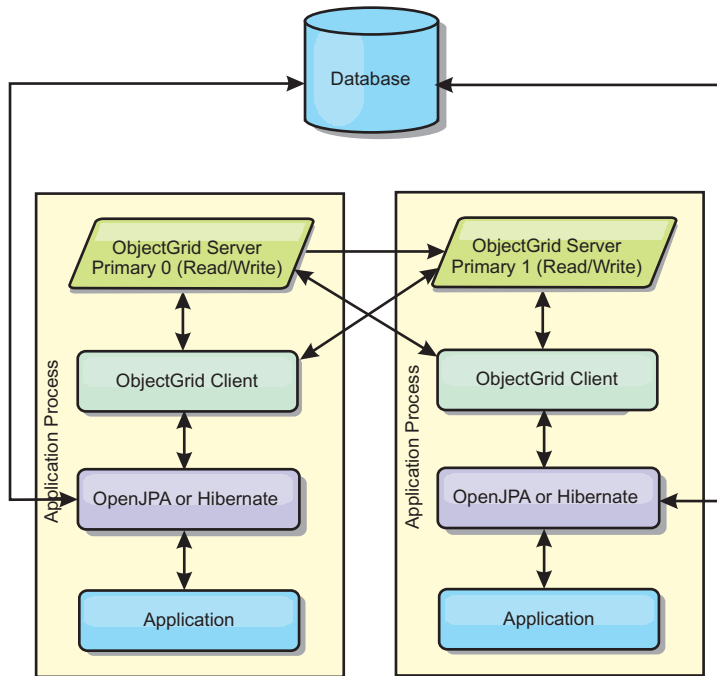 Database
ObjectGrid Server
Primary 0 (Read/Write)
ObjectGrid Client
OpenJPA or Hibernate
Application
Application Process
ObjectGrid Server
Primary 1 (Read/Write)
ObjectGrid Client
OpenJPA or Hibernate
Application
Application Process